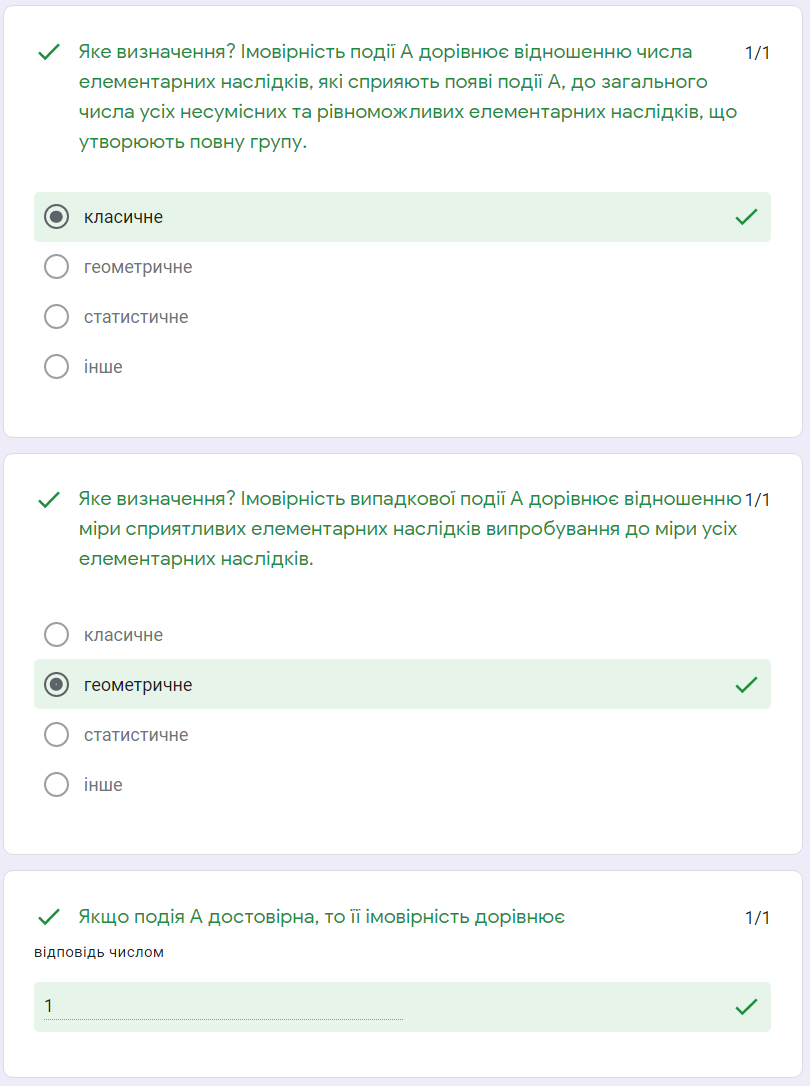 Яке визначення? Імовірність події А дорівнює відношенню числа 1/1
елементарних наслідків, які сприяють появі події А, до загального
числа усіх несумісних та рівноможливих елементарних наслідків, що
утворюють повну групу.
класичне
геометричне
статистичне
інше
Яке визначення? Імовірність випадкової події А дорівнює відношенню 1/1
міри сприятливих елементарних наслідків випробування до міри усіх
елементарних наслідків.
класичне
геометричне
статистичне
інше
Якщо подія А достовірна, то її імовірність дорівнює 1/1
відповідь числом
1